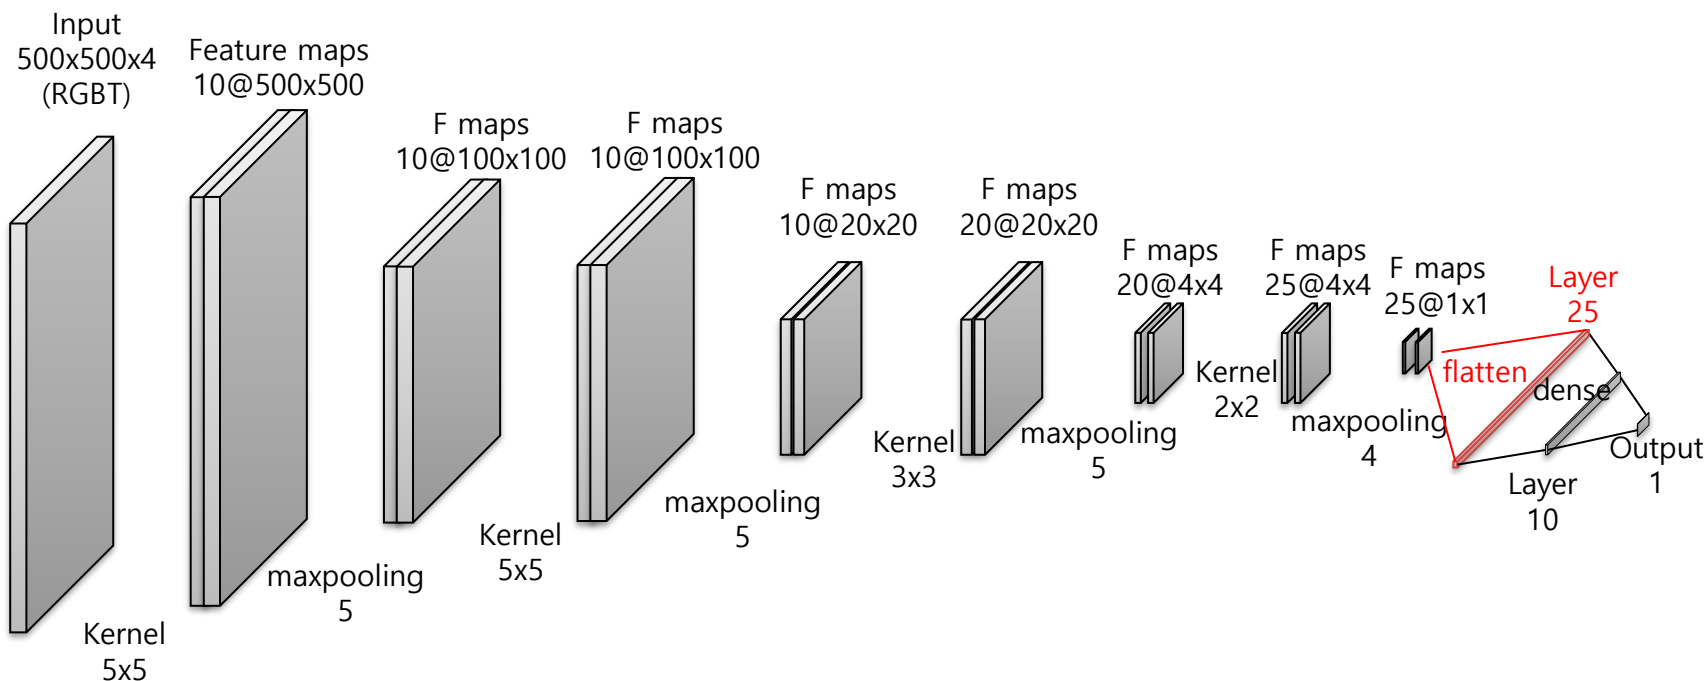 Input
500x500x4
(RGBT)
Feature maps
10@500x500
F maps
10@100x100
F maps
10@100x100
F maps
10@20x20
F maps
20@20x20
F maps
20@4x4
F maps
25@4x4
F maps
25@1x1
Layer
25
flatten
dense
Kernel
5x5
maxpooling
5
Kernel
5x5
maxpooling
5
Kernel
3x3
maxpooling
5
Kernel
2x2
maxpooling
4
Layer
10
Output
1